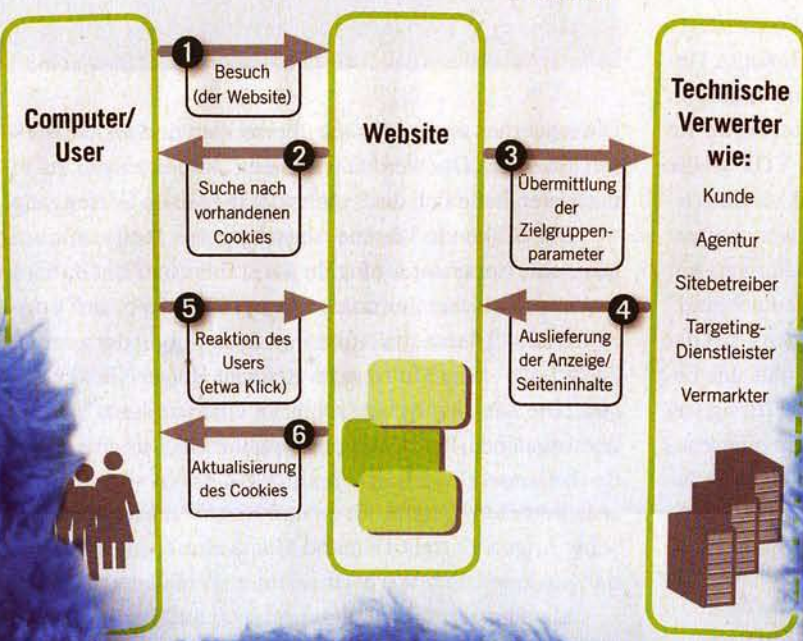 Computer/
User
1
Besuch
(der Website)
2
Suche nach
vorhandenen
Cookies
5
Reaktion des
Users
(etwa Klick)
6
Aktualisierung
des Cookies
Website
3
Übermittlung
der
Zielgruppen-
parameter
4
Auslieferung
der Anzeige/
Seiteninhalte
Technische
Verwerter
wie:
Kunde
Agentur
Sitebetreiber
Targeting-
Dienstleister
Vermarkter